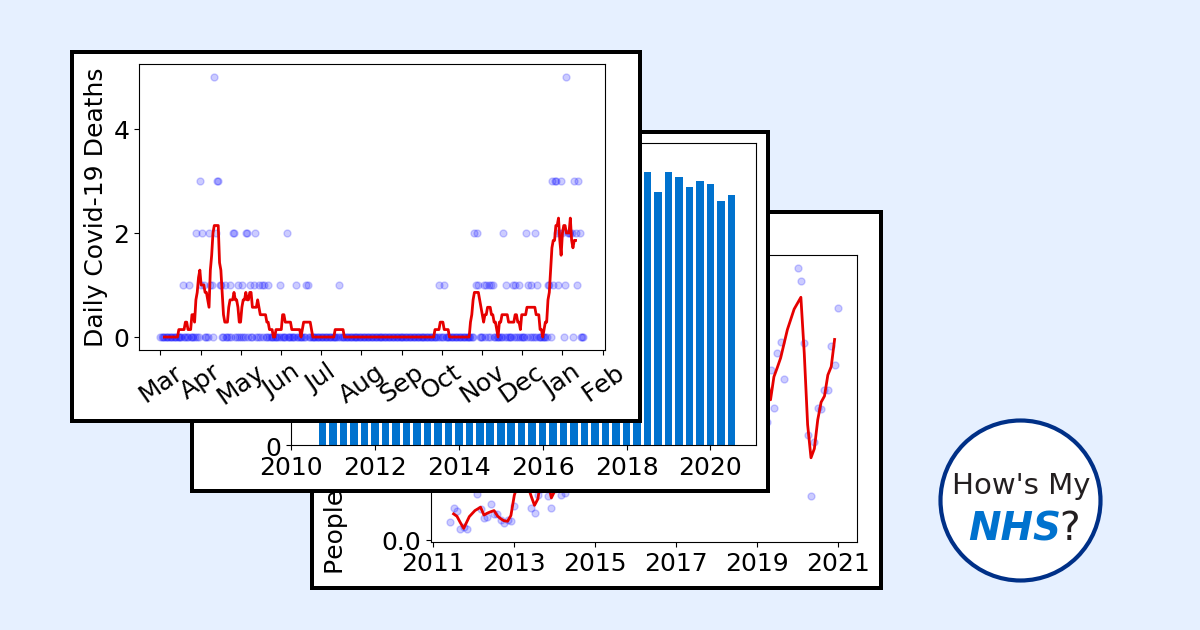 Daily Covid-19 Deaths
4
2
0
Mar Apr May Jun Jul Aug Sep Oct Nov Dec Jan Feb
0
2010 2012 2014 2016 2018 2020
People
0.0
2011 2013 2015 2017 2019 2021
How's My
NHS?